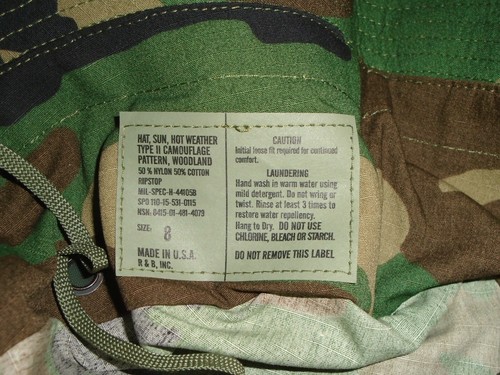 HAT, SUN, HOT WEATHER
TYPE II CAMOUFLAGE
PATTERN, WOODLAND
50 % NYLON 50% COTTON
RIPSTOP
MIL-SPEC-H-44105B
SPO 110-15-531-0115
NSN: 8415-01-491-4079
SIZE: 8
MADE IN U.S.A.
R & B, INC.
CAUTION
Initial loose fit required for continued
comfort.
LAUNDERING
Hand wash in warm water using
mild detergent. Do not wring or
twist. Rinse at least 3 times to
restore water repellency.
Hang to Dry. DO NOT USE
CHLORINE, BLEACH OR STARCH.
DO NOT REMOVE THIS LABEL